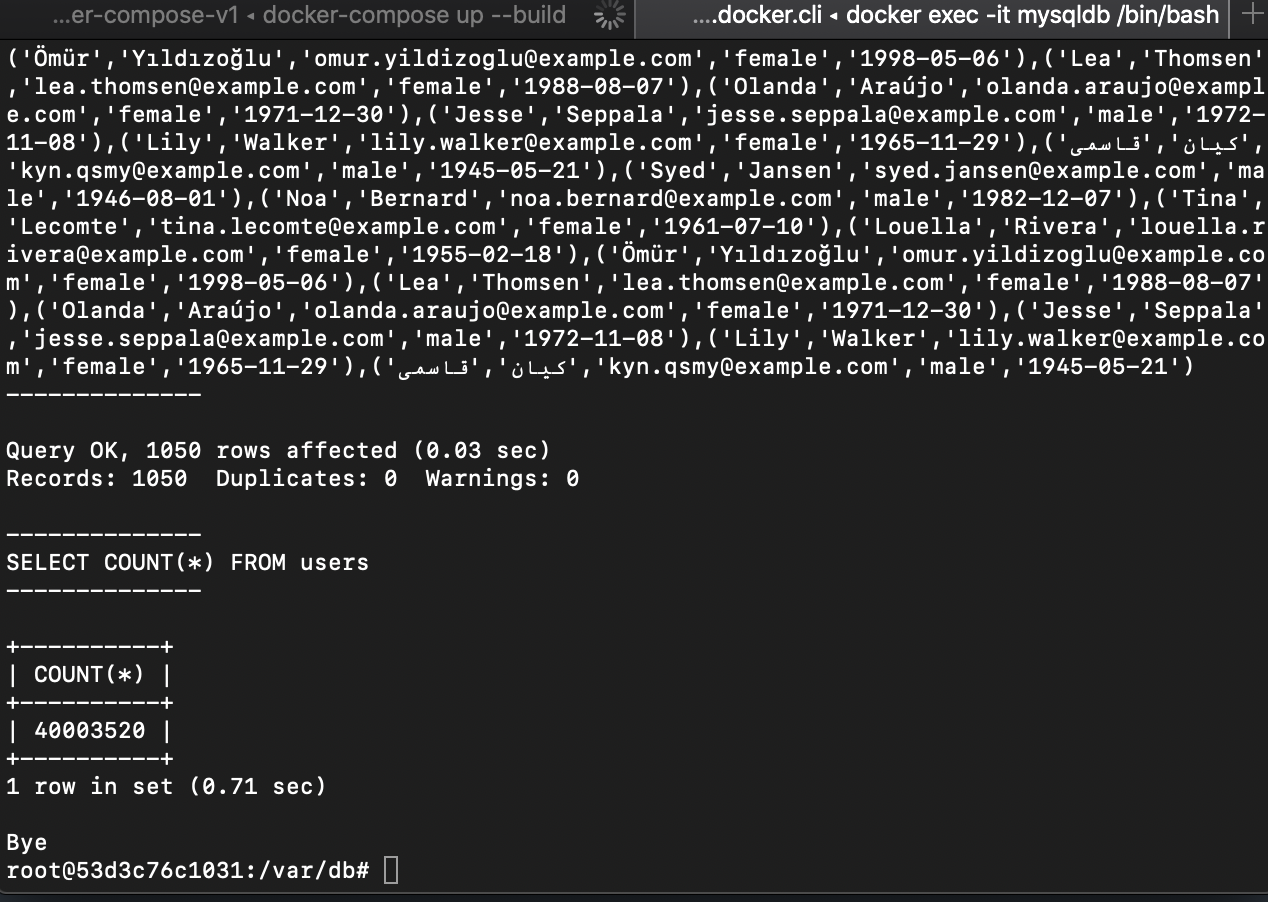 ...er-compose-v1 ◂ docker-compose up --build
....docker.cli ◂ docker exec -it mysqldb /bin/bash
('Ömür','Yıldızoğlu','omur.yildizoglu@example.com','female','1998-05-06'),('Lea','Thomsen'
,'lea.thomsen@example.com','female','1988-08-07'),('Olanda','Araújo','olanda.araujo@exampl
e.com','female','1971-12-30'),('Jesse','Seppala','jesse.seppala@example.com','male','1972-
11-08'),('Lily','Walker','lily.walker@example.com','female','1965-11-29'),('کیان','قاسمی',
'kyn.qsmy@example.com','male','1945-05-21'),('Syed','Jansen','syed.jansen@example.com','ma
le','1946-08-01'),('Noa','Bernard','noa.bernard@example.com','male','1982-12-07'),('Tina',
'Lecomte','tina.lecomte@example.com','female','1961-07-10'),('Louella','Rivera','louella.r
ivera@example.com','female','1955-02-18'),('Ömür','Yıldızoğlu','omur.yildizoglu@example.co
m','female','1998-05-06'),('Lea','Thomsen','lea.thomsen@example.com','female','1988-08-07'
),('Olanda','Araújo','olanda.araujo@example.com','female','1971-12-30'),('Jesse','Seppala'
,'jesse.seppala@example.com','male','1972-11-08'),('Lily','Walker','lily.walker@example.co
m','female','1965-11-29'),('کیان','قاسمی','kyn.qsmy@example.com','male','1945-05-21')
--------------
Query OK, 1050 rows affected (0.03 sec)
Records: 1050  Duplicates: 0  Warnings: 0
--------------
SELECT COUNT(*) FROM users
--------------
+----------+
| COUNT(*) |
+----------+
| 40003520 |
+----------+
1 row in set (0.71 sec)
Bye
root@53d3c76c1031:/var/db#